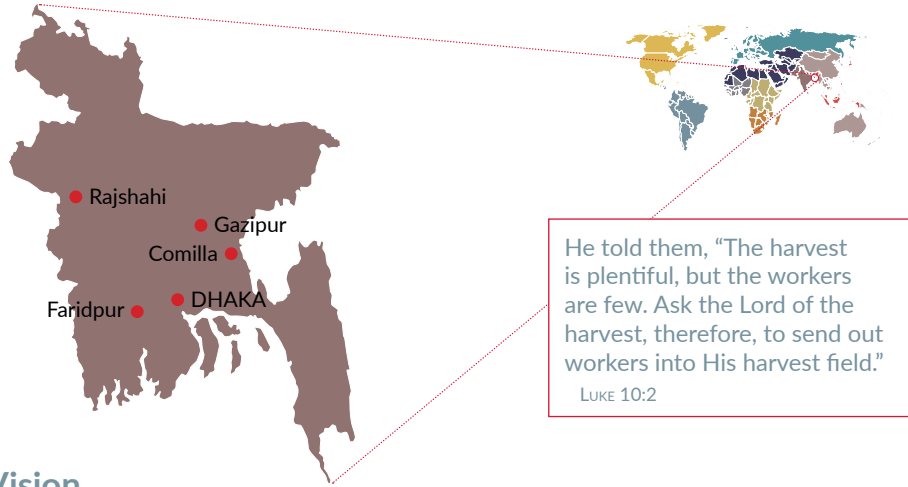 Rajshahi
Gazipur
Comilla
DHAKA
Faridpur
He told them, “The harvest
is plentiful, but the workers
are few. Ask the Lord of the
harvest, therefore, to send out
workers into His harvest field.”
Luke 10:2
Vision